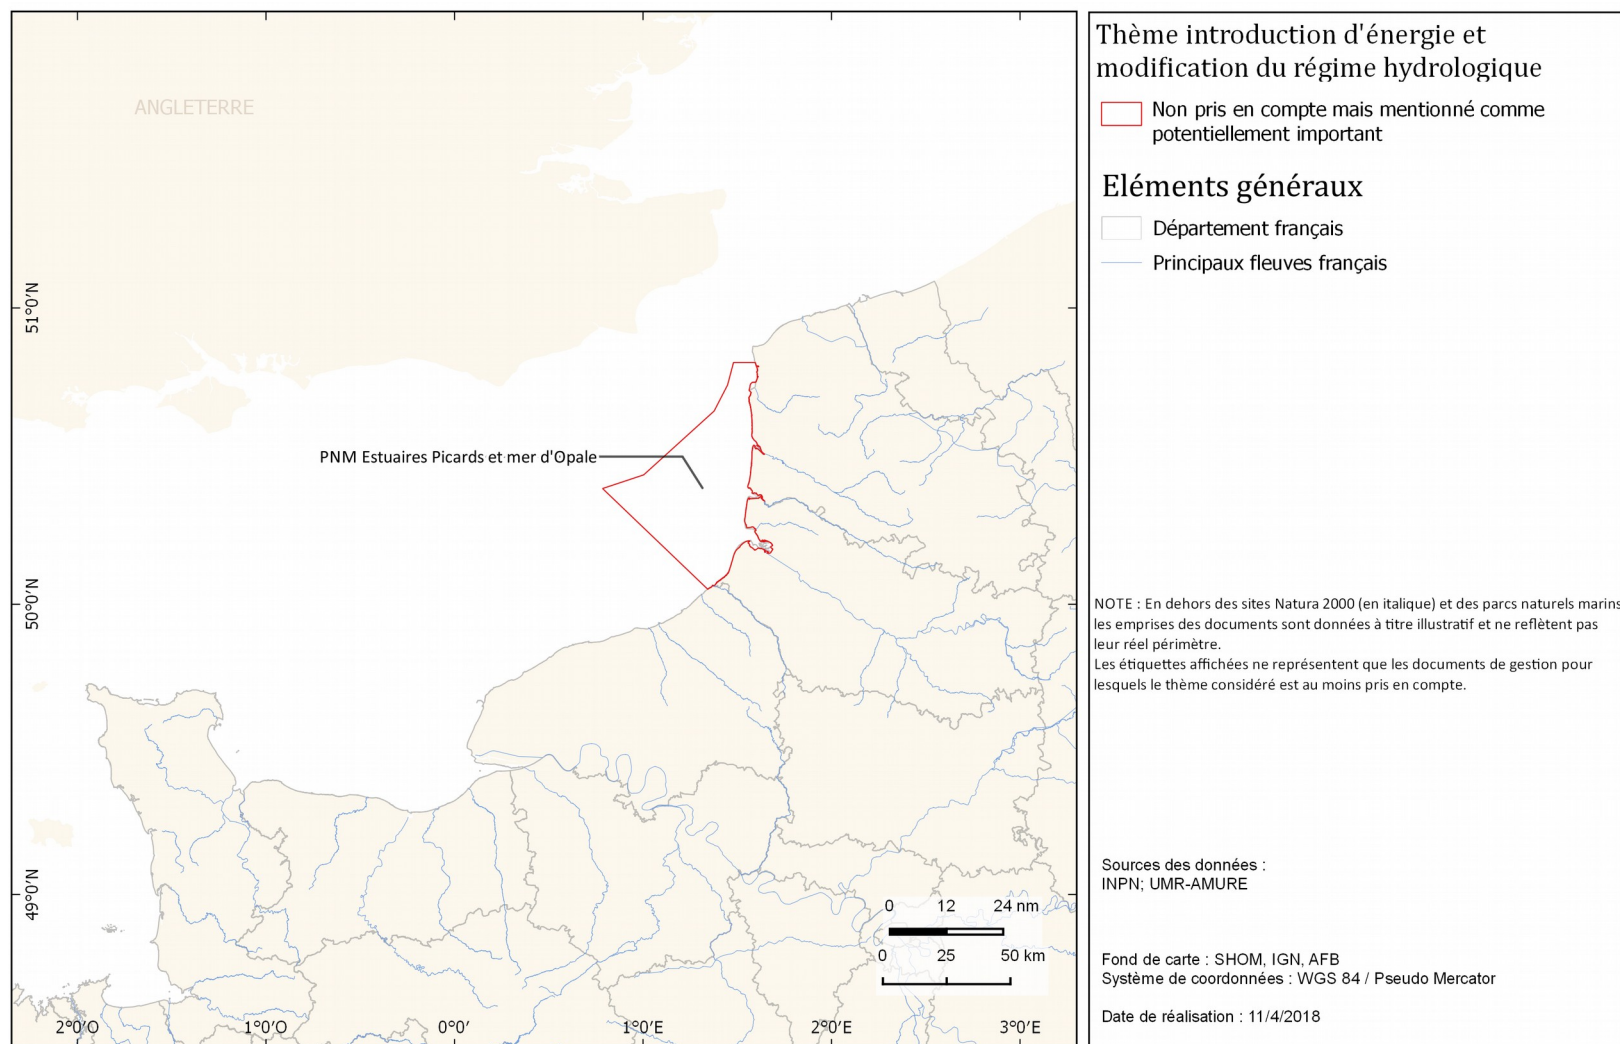 ANGLETERRE
51°0'N
50°0'N
49°0'N
PNM Estuaires Picards et mer d'Opale
0 12 24 nm
0 25 50 km
2°0'O 1°0'O 0°0' 1°0'E 2°0'E 3°0'E
Thème introduction d'énergie et
modification du régime hydrologique
Non pris en compte mais mentionné comme
potentiellement important
Eléments généraux
Département français
Principaux fleuves français
NOTE : En dehors des sites Natura 2000 (en italique) et des parcs naturels marins
les emprises des documents sont données à titre illustratif et ne reflètent pas
leur réel périmètre.
Les étiquettes affichées ne représentent que les documents de gestion pour
lesquels le thème considéré est au moins pris en compte.
Sources des données :
INPN; UMR-AMURE
Fond de carte : SHOM, IGN, AFB
Système de coordonnées : WGS 84 / Pseudo Mercator
Date de réalisation : 11/4/2018